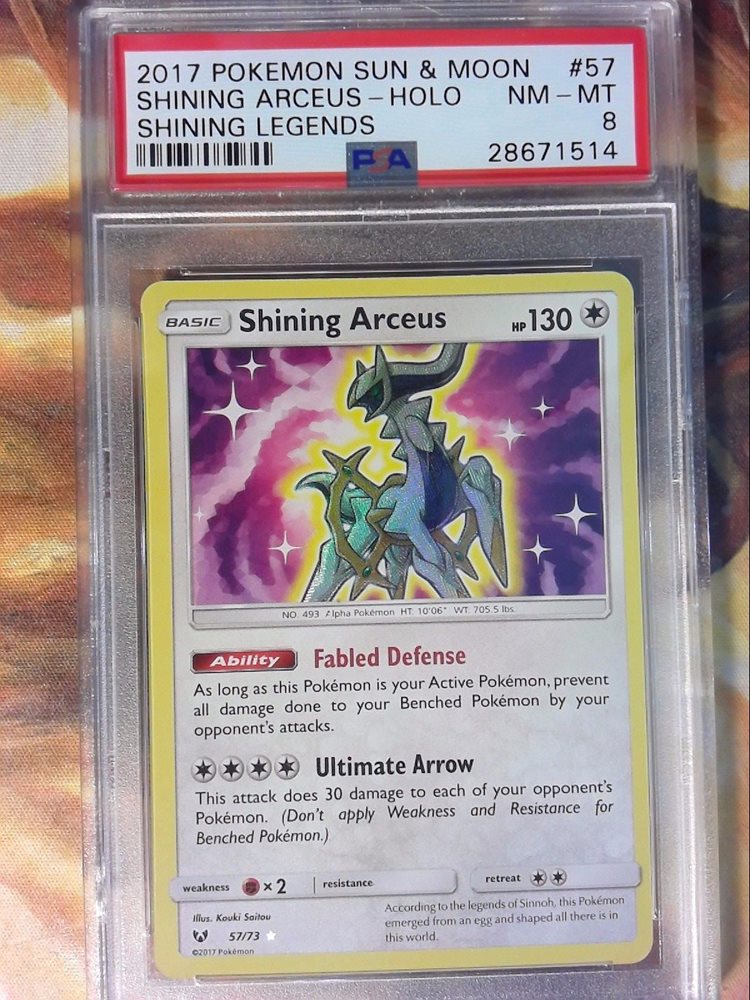 2017 POKEMON SUN & MOON #57
SHINING ARCEUS - HOLO NM - MT
SHINING LEGENDS 8
PSA 28671514
BASIC Shining Arceus HP 130
NO. 493 Alpha Pokémon HT: 10'06" WT: 705.5 lbs.
Ability Fabled Defense
As long as this Pokémon is your Active Pokémon, prevent
all damage done to your Benched Pokémon by your
opponent's attacks.
Ultimate Arrow
This attack does 30 damage to each of your opponent's
Pokémon. (Don't apply Weakness and Resistance for
Benched Pokémon.)
weakness ×2 resistance retreat
Illus. Kouki Saitou
57/73
©2017 Pokémon
According to the legends of Sinnoh, this Pokémon
emerged from an egg and shaped all there is in
this world.